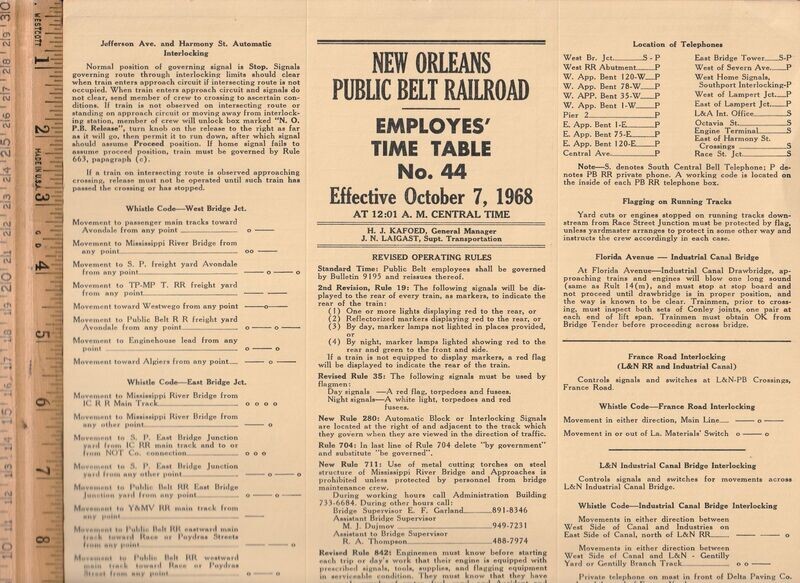 Jefferson Ave. and Harmony St. Automatic
Interlocking
Normal position of governing signal is Stop. Signals
governing route through interlocking limits should clear
when train enters approach circuit if intersecting route is not
occupied. When train enters approach circuit and signals do
not clear, send member of crew to crossing to ascertain con-
ditions. If train is not observed on intersecting route or
standing on approach circuit or moving away from interlock-
ing station, member of crew will unlock box marked "N. O.
P.B. Release", turn knob on the release to the right as far
as it will go, then permit it to run down, after which signal
should assume Proceed position. If home signal fails to
assume proceed position, train must be governed by Rule
663, papagraph (c).
If a train on intersecting route is observed approaching
crossing, release must not be operated until such train has
passed the crossing or has stopped.
Whistle Code—West Bridge Jct.
Movement to passenger main tracks toward
Avondale from any point — o —
Movement to Mississippi River Bridge from
any point oo —
Movement to S. P. freight yard Avondale
from any point — o — o
Movement to TP-MP T. RR freight yard
from any point — —
Movement toward Westwego from any point — o
Movement to Public Belt R R freight yard
Avondale from any point o — o —
Movement to Enginehouse lead from any
point — o — —
Movement toward Algiers from any point — o —
Whistle Code—East Bridge Jct.
Movement to Mississippi River Bridge from
IC R R Main Track o o o o
Movement to Mississippi River Bridge from
any other point — o
Movement to S. P. East Bridge Junction
yard from IC RR main track and to or
from NOT Co. connection o o o
Movement to S. P. East Bridge Junction
yard from any other point — o —
Movement to Public Belt RR East Bridge
Junction yard from any point — o —
Movement to Y&MV RR main track from
any point
Movement to Public Belt RR eastward main
track toward Race or Poydras Streets
from any point — o
Movement to Public Belt RR westward
main track toward Race or Poydras
Street from any point — o
NEW ORLEANS
PUBLIC BELT RAILROAD
EMPLOYES'
TIME TABLE
No. 44
Effective October 7, 1968
AT 12:01 A. M. CENTRAL TIME
H. J. KAFOED, General Manager
J. N. LAIGAST, Supt. Transportation
REVISED OPERATING RULES
Standard Time: Public Belt employees shall be governed
by Bulletin 9195 and reissues thereof.
2nd Revision, Rule 19: The following signals will be dis-
played to the rear of every train, as markers, to indicate the
rear of the train:
(1) One or more lights displaying red to the rear, or
(2) Reflectorized markers displaying red to the rear, or
(3) By day, marker lamps not lighted in places provided,
or
(4) By night, marker lamps lighted showing red to the
rear and green to the front and side.
If a train is not equipped to display markers, a red flag
will be displayed to indicate the rear of the train.
Revised Rule 35: The following signals must be used by
flagmen:
Day signals —A red flag, torpedoes and fusees.
Night signals—A white light, torpedoes and red
fusees.
New Rule 280: Automatic Block or Interlocking Signals
are located at the right of and adjacent to the track which
they govern when they are viewed in the direction of traffic.
Rule 704: In last line of Rule 704 delete "by government"
and substitute "be governed".
New Rule 711: Use of metal cutting torches on steel
structure of Mississippi River Bridge and Approaches is
prohibited unless protected by personnel from bridge
maintenance crew.
During working hours call Administration Building
733-6684. During other hours call:
Bridge Supervisor E. F. Garland 891-8346
Assistant Bridge Supervisor
M. J. Dujmov 949-7231
Assistant to Bridge Supervisor
R. A. Thompson 488-7974
Revised Rule 842: Enginemen must know before starting
each trip or day's work that their engine is equipped with
prescribed signals, tools, supplies, and flagging equipment
in serviceable condition. They must know that they have
Location of Telephones
West Br. Jct. S - P
West RR Abutment P
W. App. Bent 120-W P
W. App. Bent 78-W P
W. APP. Bent 35-W P
W. App. Bent 1-W P
Pier 2 P
E. App. Bent 1-E P
E. App. Bent 75-E P
E. App. Bent 120-E P
Central Ave. P
East Bridge Tower S-P
West of Severn Ave. P
West Home Signals,
Southport Interlocking-P
West of Lampert Jct. P
East of Lampert Jct. P
L&A Int. Office S
Octavia St. S
Engine Terminal S
East of Harmony St.
Crossings S
Race St. Jct. S
Note—S. denotes South Central Bell Telephone; P de-
notes PB RR private phone. A working code is located on
the inside of each PB RR telephone box.
Flagging on Running Tracks
Yard cuts or engines stopped on running tracks down-
stream from Race Street Junction must be protected by flag,
unless yardmaster arranges to protect in some other way and
instructs the crew accordingly in each case.
Florida Avenue — Industrial Canal Bridge
At Florida Avenue—Industrial Canal Drawbridge, ap-
proaching trains and engines will blow one long sound
(same as Rult 14(m), and must stop at stop board and
not proceed until drawbridge is in proper position, and
the way is known to be clear. Trainmen, prior to cross-
ing, must inspect both sets of Conley joints, one pair at
each end of lift span. Trainmen must obtain OK from
Bridge Tender before proceeding across bridge.
France Road Interlocking
(L&N RR and Industrial Canal)
Controls signals and switches at L&N-PB Crossings,
France Road.
Whistle Code—France Road Interlocking
Movement in either direction, Main Line — — o
Movement in or out of La. Materials' Switch o — o
L&N Industrial Canal Bridge Interlocking
Controls signals and switches for movements across
L&N Industrial Canal Bridge.
Whistle Code—Industrial Canal Bridge Interlocking
Movements in either direction between
West Side of Canal and Industries on
East Side of Canal, north of L&N RR — o
Movements in either direction between
West Side of Canal and L&N - Gentilly
Yard or Gentilly Branch Track o o
Private telephone on mast in front of Delta Paving Co.
WESTCOTT
MADE IN U.S.A.
1 2 3 4 5 6 7 8